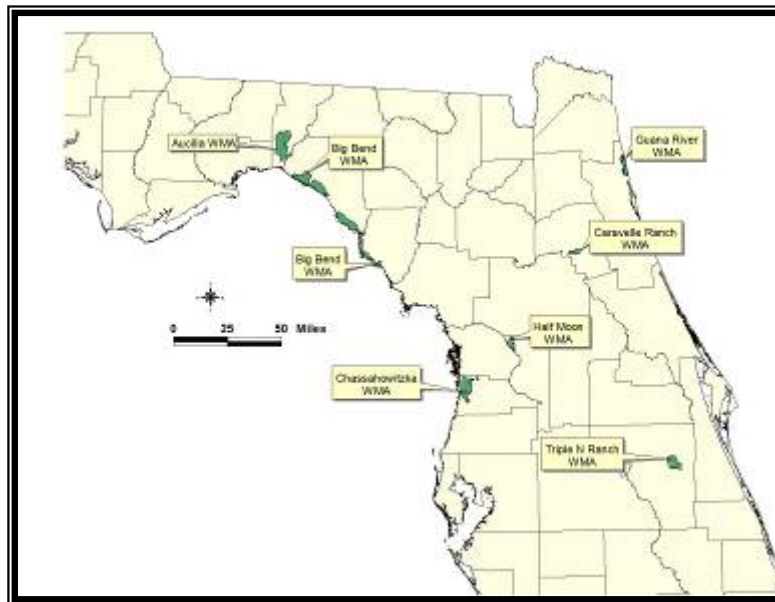 Aucilla WMA
Big Bend
WMA
Guana River
WMA
Caravelle Ranch
WMA
Big Bend
WMA
0 25 50 Miles
Half Moon
WMA
Chassahowitzka
WMA
Triple N Ranch
WMA